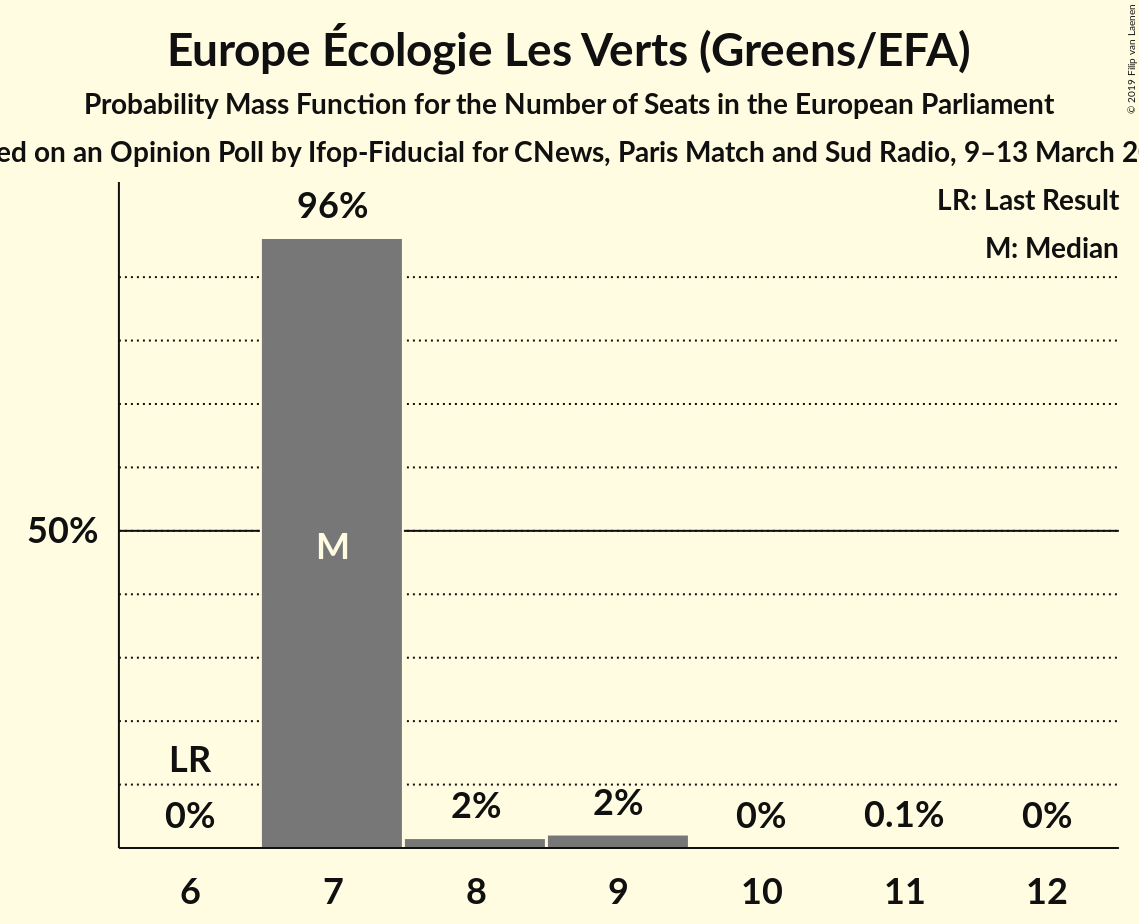 Europe Écologie Les Verts (Greens/EFA)
Probability Mass Function for the Number of Seats in the European Parliament
on an Opinion Poll by Ifop-Fiducial for CNews, Paris Match and Sud Radio, 9–13 March
© 2019 Filip van Laenen
LR: Last Result
M: Median
96%
50%
M
LR
0%
2%
2%
0%
0.1%
0%
6 7 8 9 10 11 12